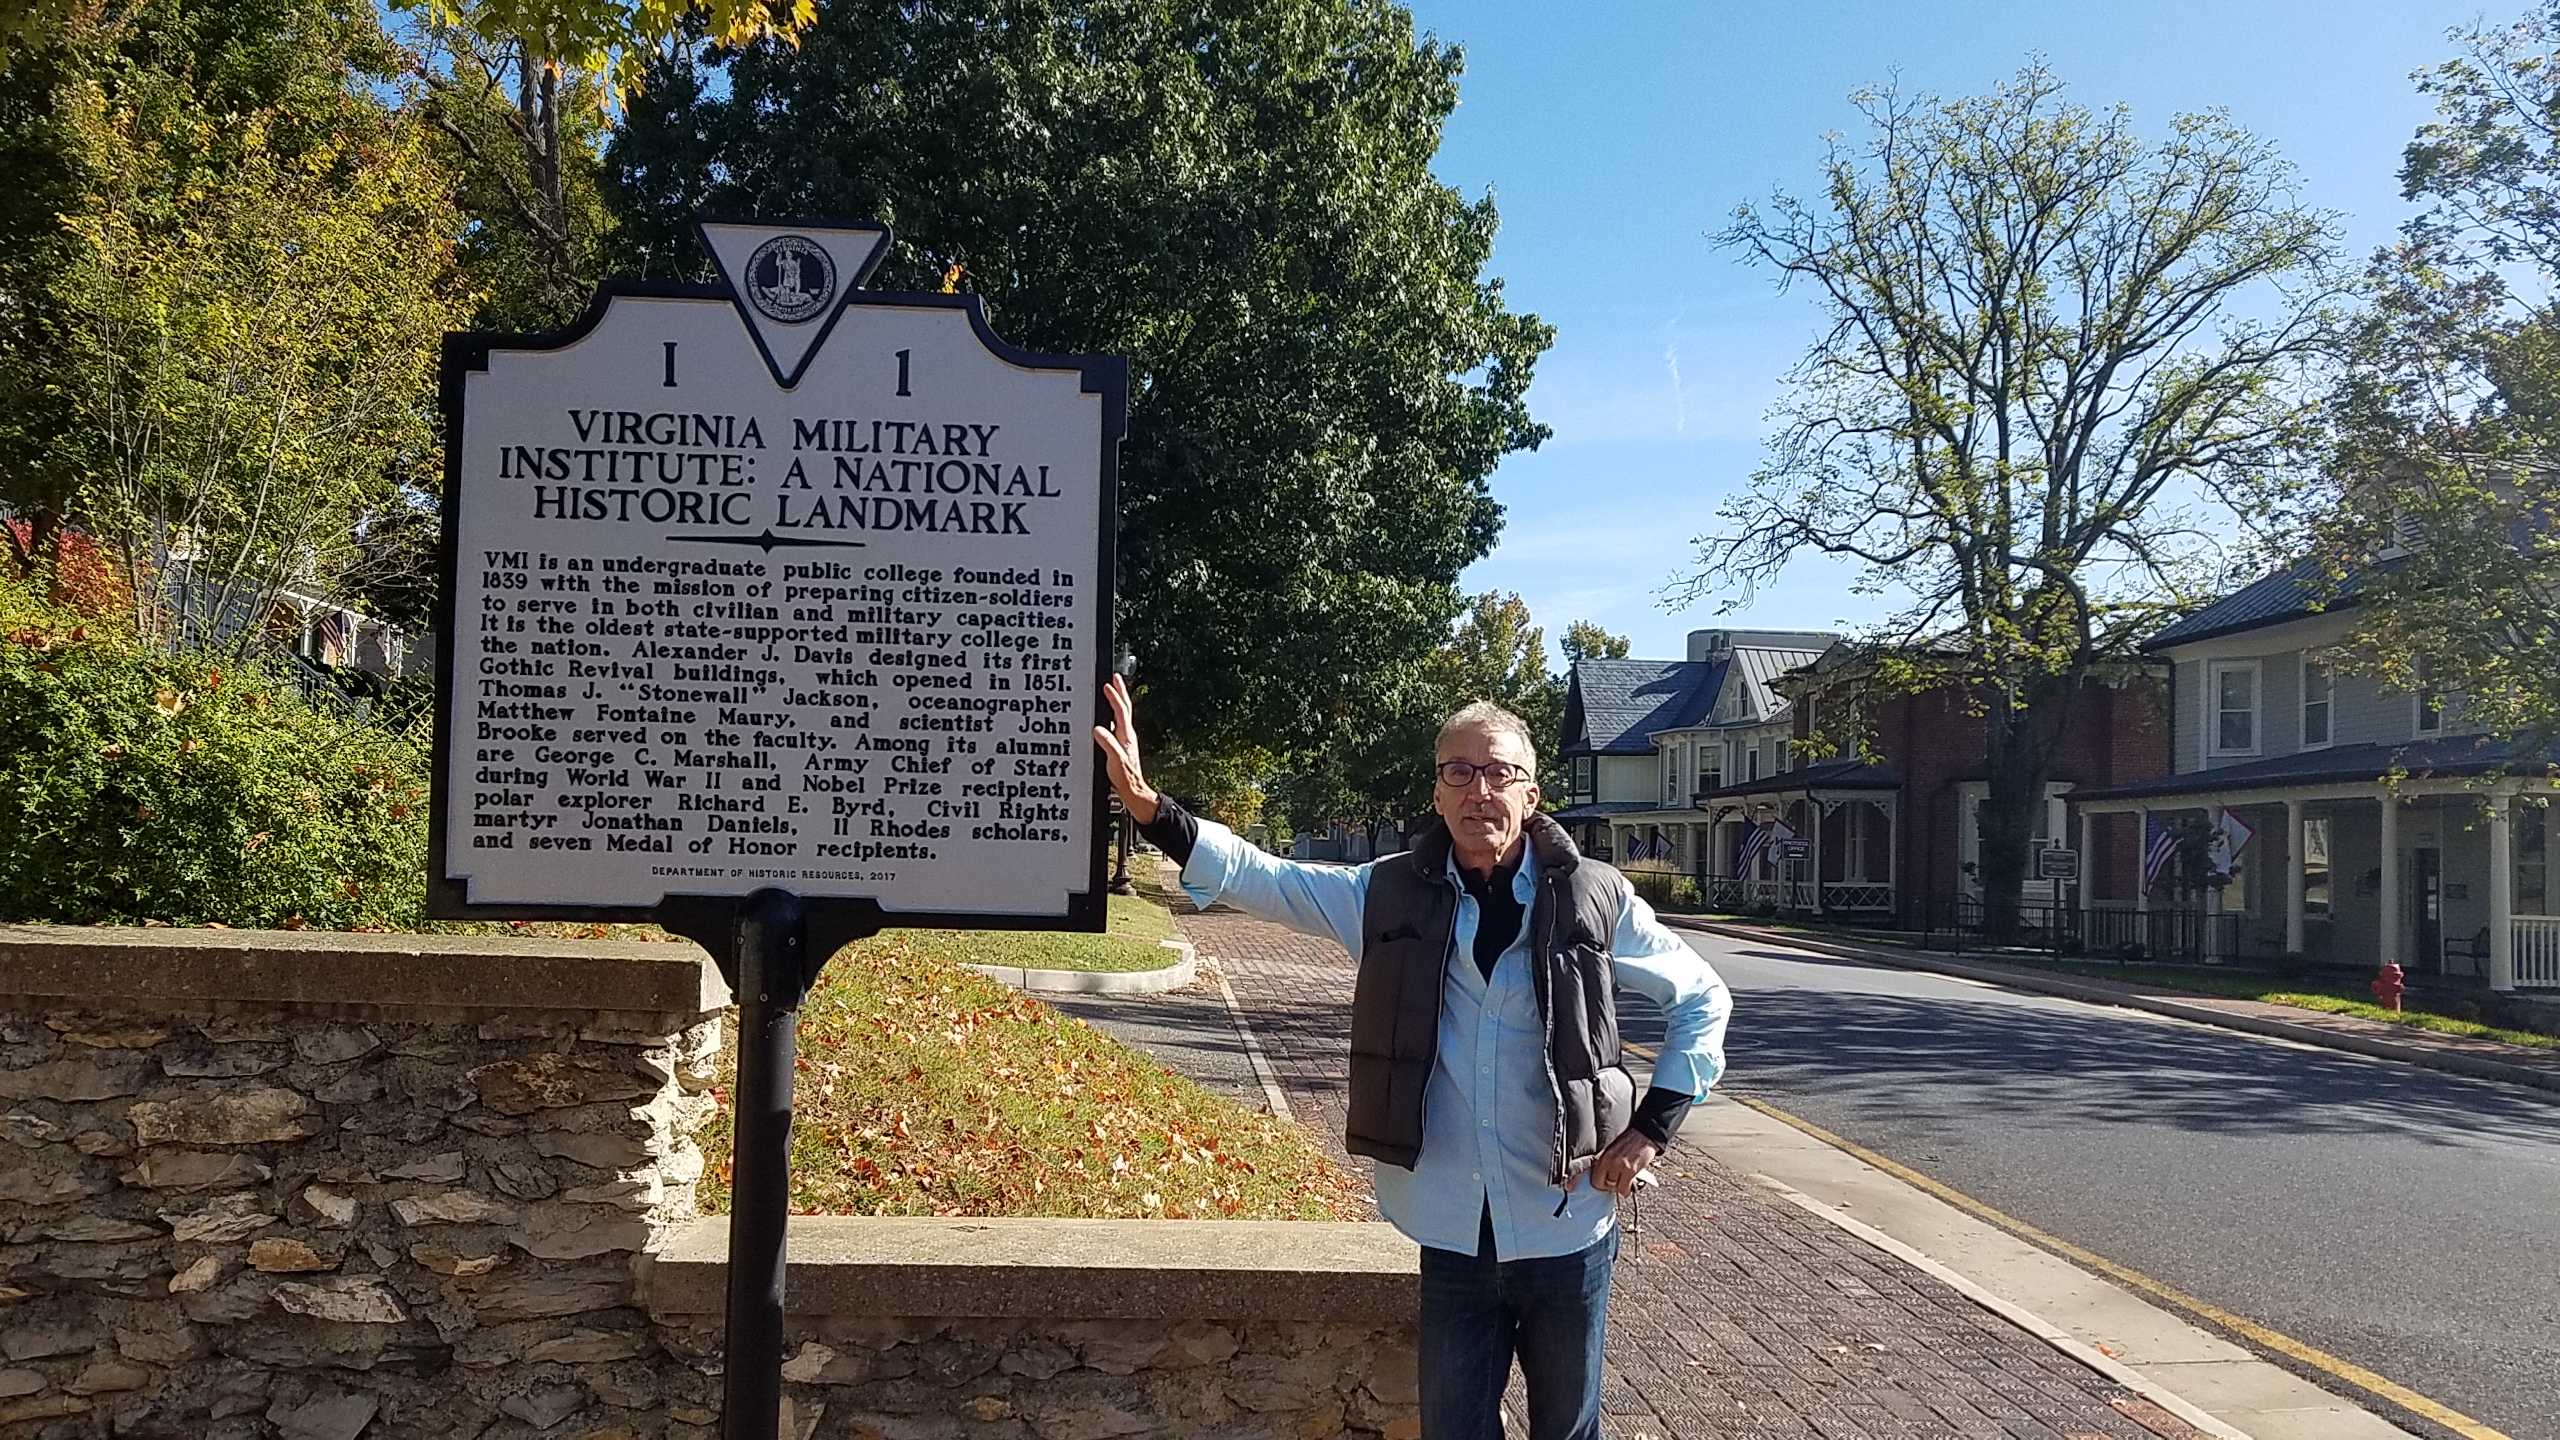 VIRGINIA
I 1
VIRGINIA MILITARY
INSTITUTE: A NATIONAL
HISTORIC LANDMARK
VMI is an undergraduate public college founded in
1839 with the mission of preparing citizen-soldiers
to serve in both civilian and military capacities.
It is the oldest state-supported military college in
the nation. Alexander J. Davis designed its first
Gothic Revival buildings, which opened in 1851.
Thomas J. "Stonewall" Jackson, oceanographer
Matthew Fontaine Maury, and scientist John
Brooke served on the faculty. Among its alumni
are George C. Marshall, Army Chief of Staff
during World War II and Nobel Prize recipient,
polar explorer Richard E. Byrd, Civil Rights
martyr Jonathan Daniels, 11 Rhodes scholars,
and seven Medal of Honor recipients.
DEPARTMENT OF HISTORIC RESOURCES, 2017
PROTOCOL
OFFICE